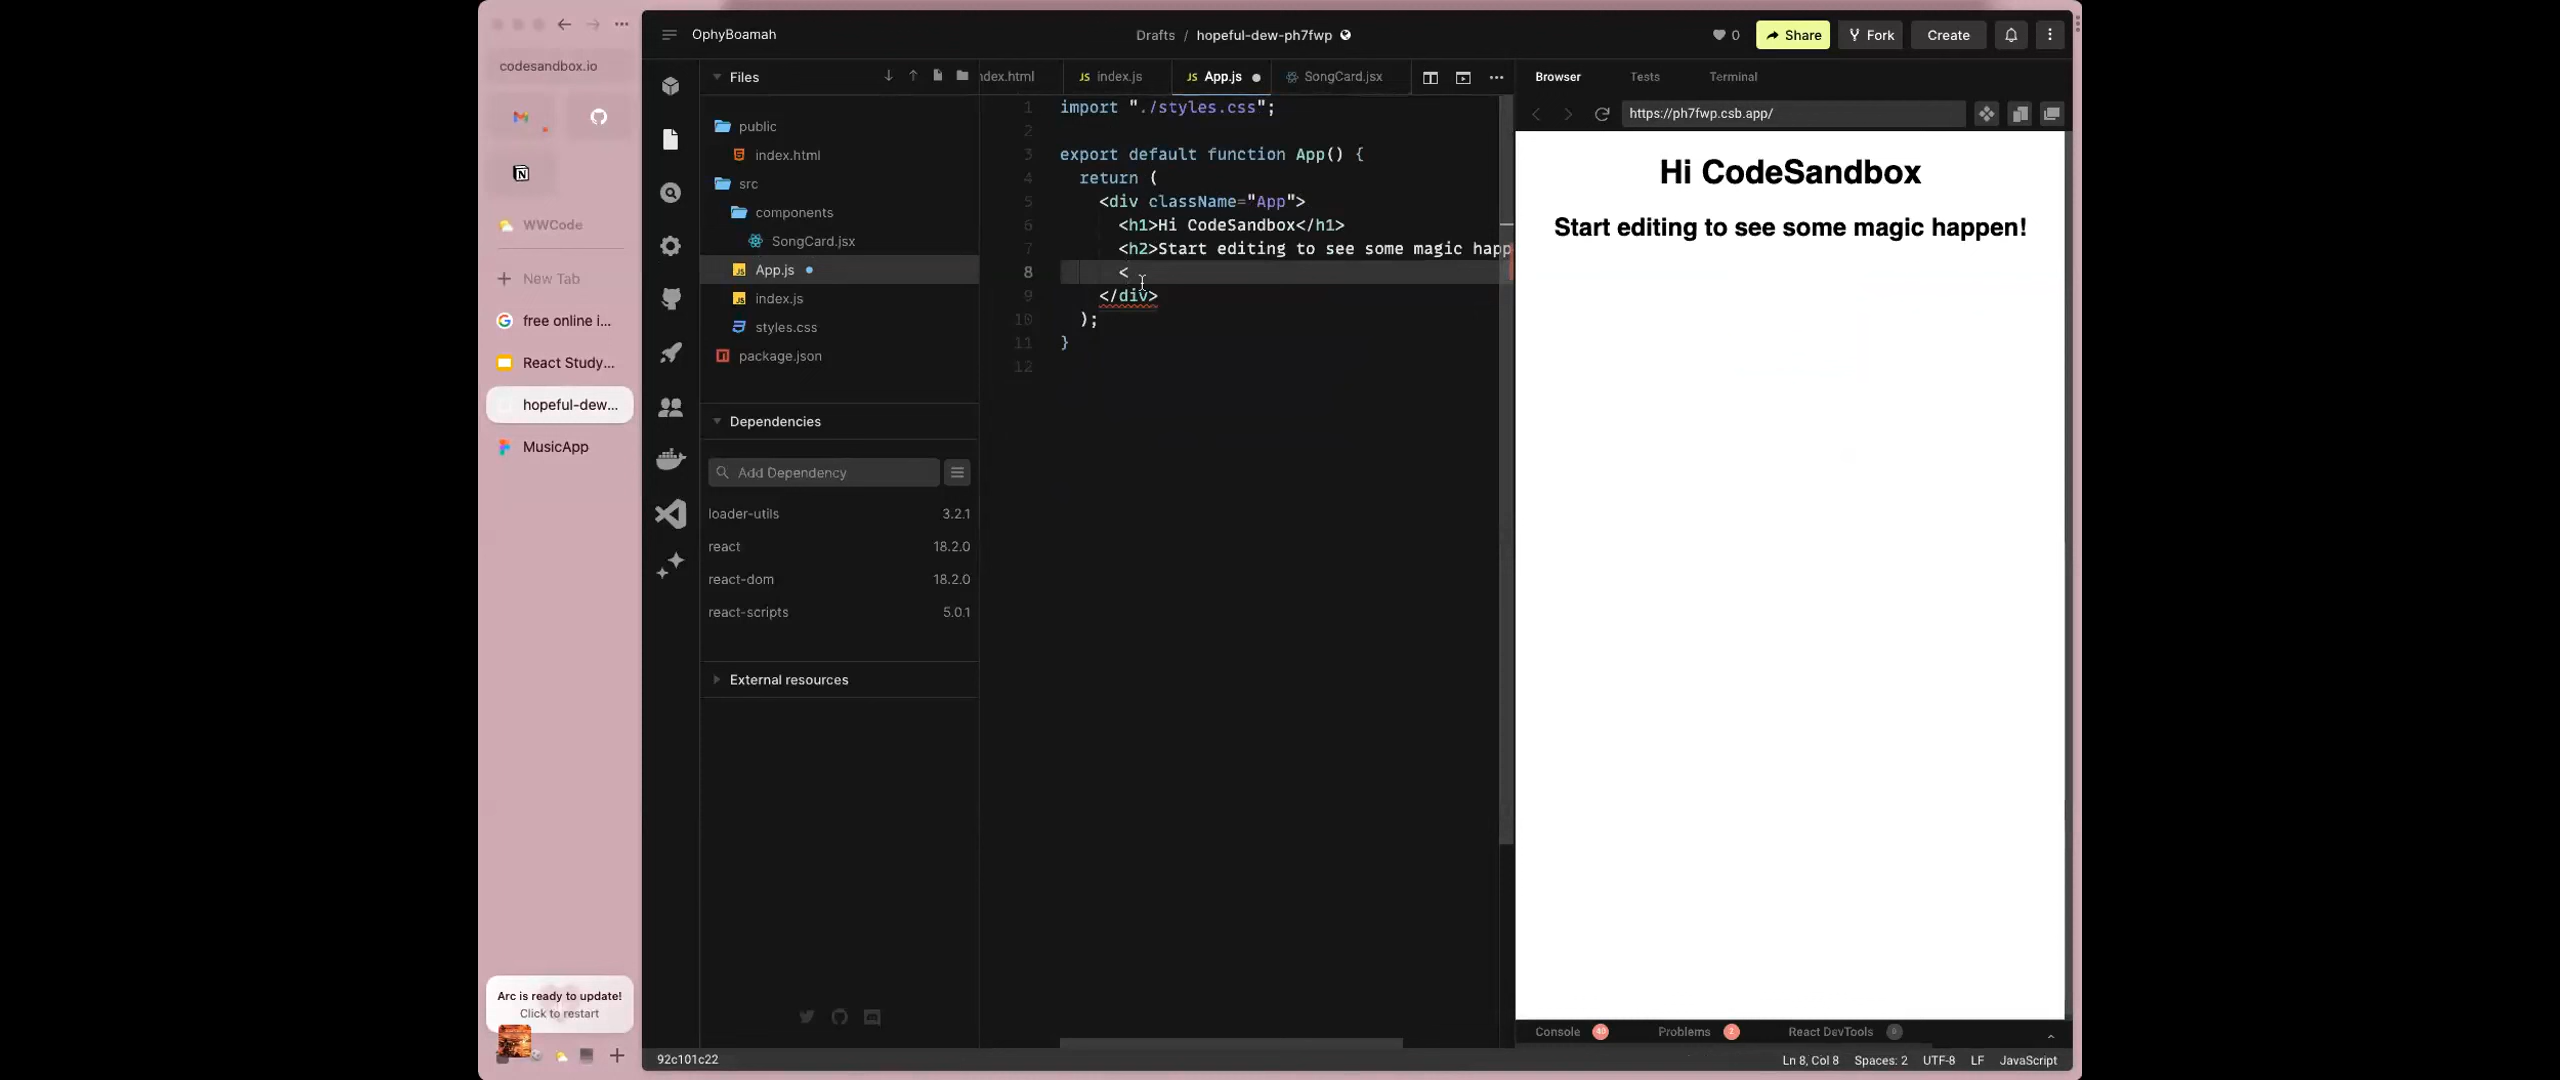 OphyBoamah
Drafts / hopeful-dew-ph7fwp
0
Share
Fork
Create
codesandbox.io
WWCode
New Tab
free online i...
React Study...
hopeful-dew...
MusicApp
Arc is ready to update!
Click to restart
Files
public
index.html
src
components
SongCard.jsx
App.js
index.js
styles.css
package.json
Dependencies
Add Dependency
loader-utils 3.2.1
react 18.2.0
react-dom 18.2.0
react-scripts 5.0.1
External resources
ndex.html
index.js
App.js
SongCard.jsx
1 import "./styles.css";
2
3 export default function App() {
4 return (
5 <div className="App">
6 <h1>Hi CodeSandbox</h1>
7 <h2>Start editing to see some magic happ
8 <
9 </div>
10 );
11 }
12
Browser
Tests
Terminal
https://ph7fwp.csb.app/
Hi CodeSandbox
Start editing to see some magic happen!
Console 40
Problems 2
React DevTools 0
92c101c22
Ln 8, Col 8
Spaces: 2
UTF-8
LF
JavaScript